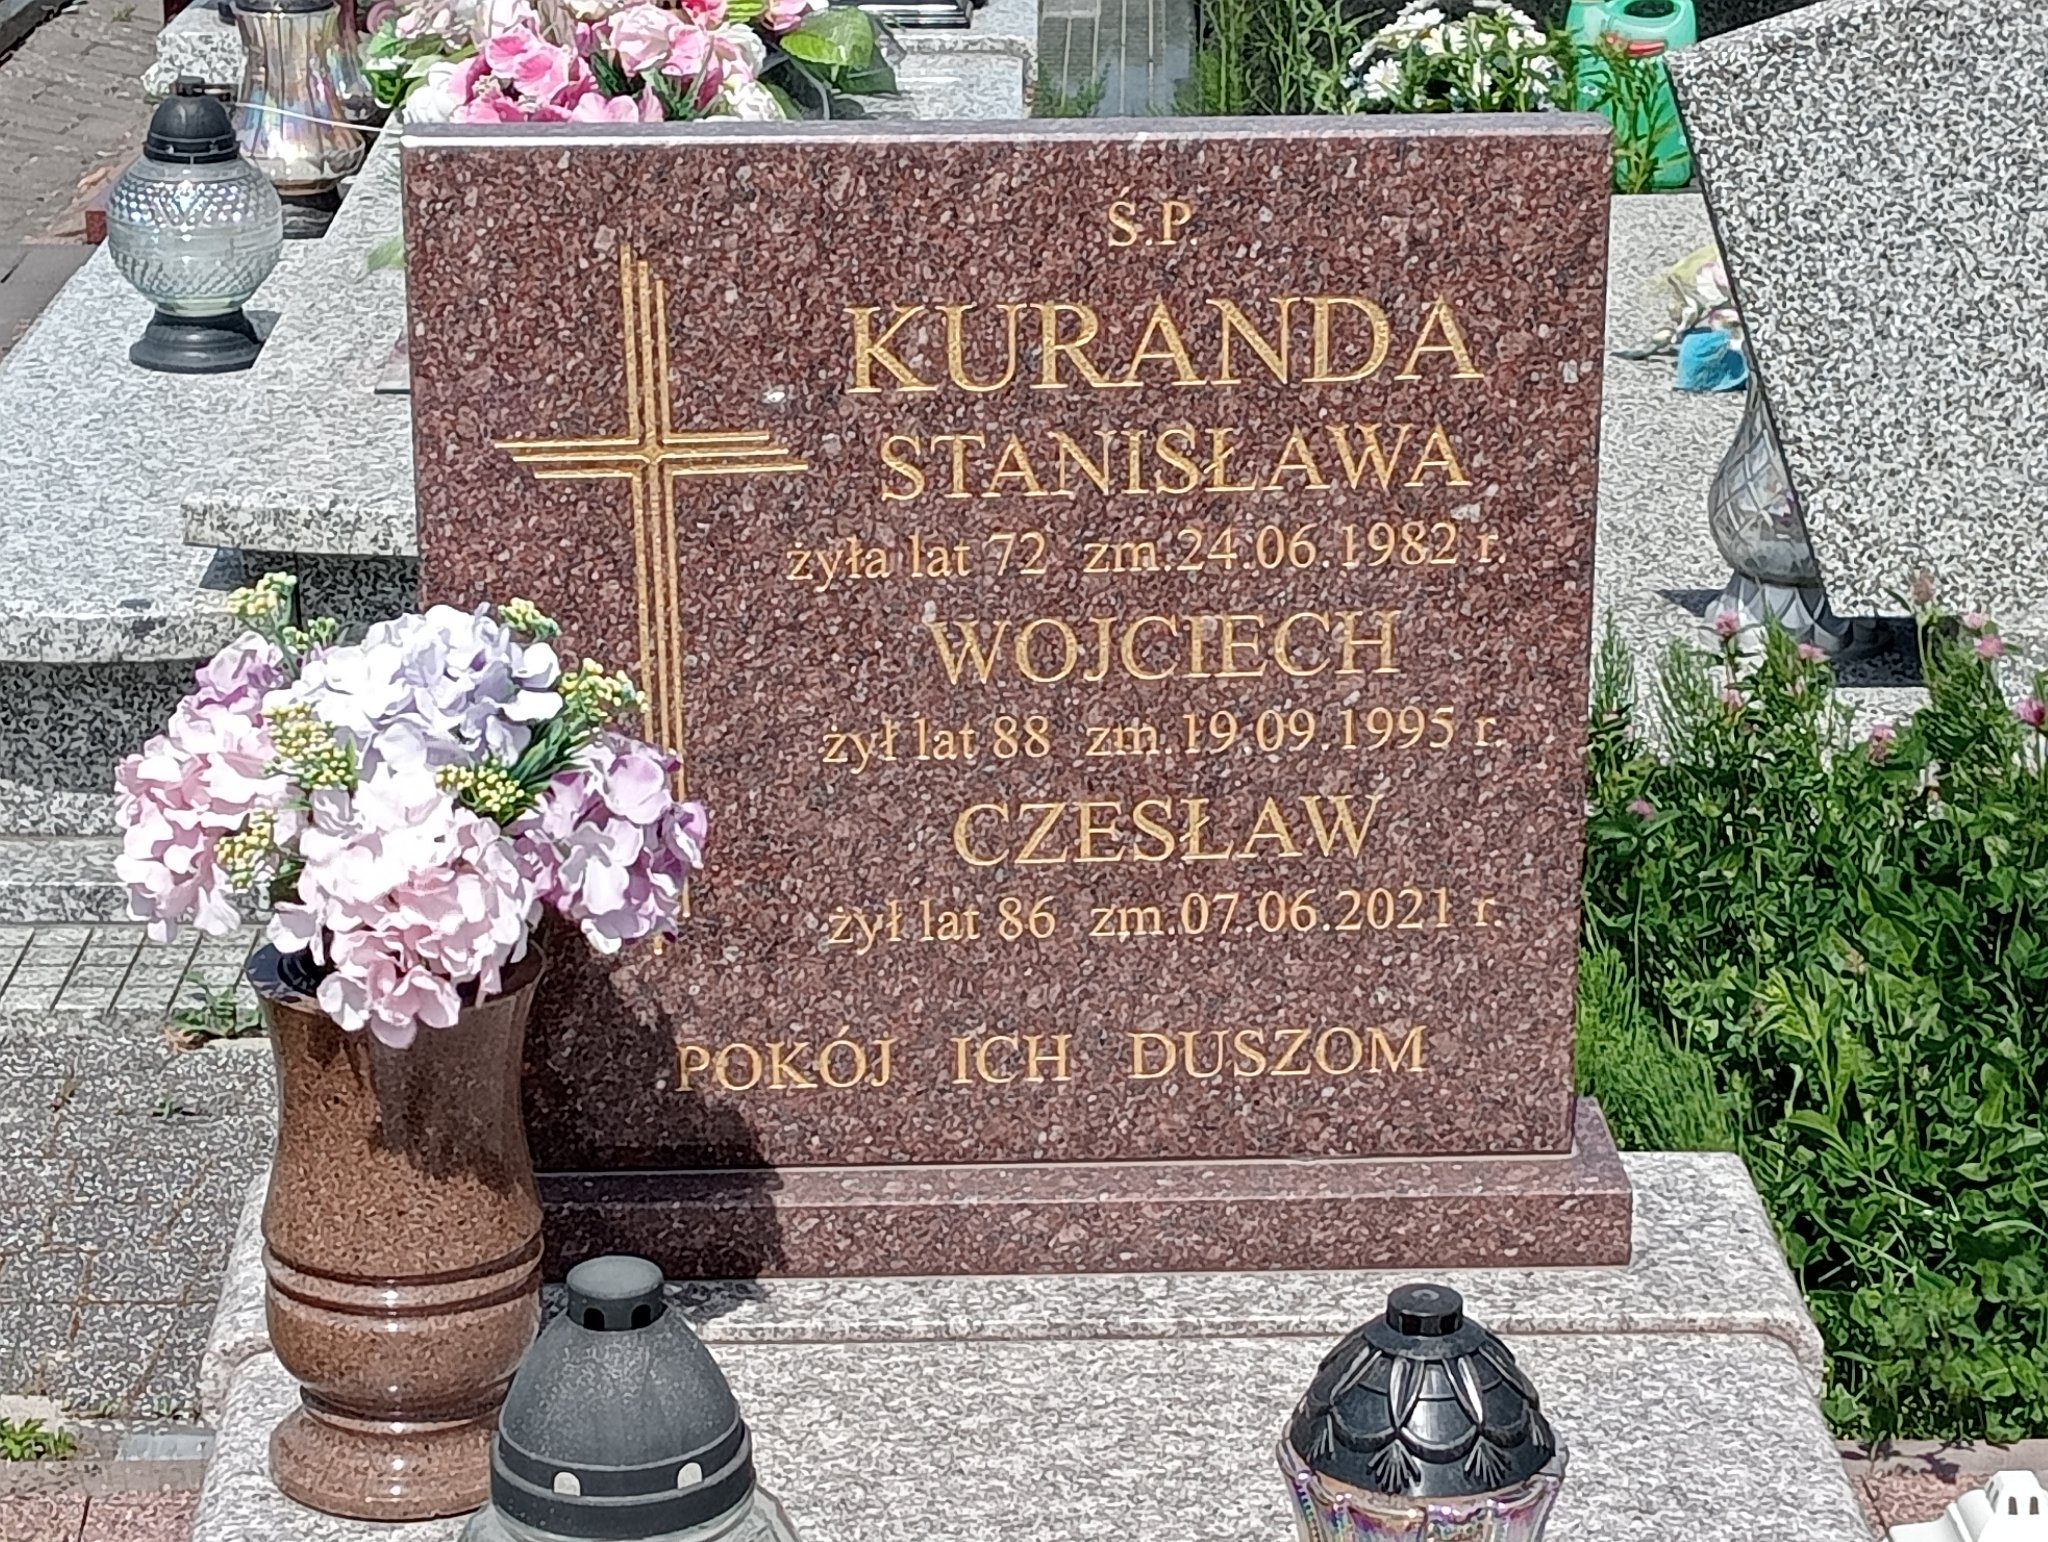 Ś.P.
KURANDA
STANISŁAWA
żyła lat 72 zm.24.06.1982 r.
WOJCIECH
żył lat 88 zm.19.09.1995 r.
CZESŁAW
żył lat 86 zm.07.06.2021 r.
POKÓJ ICH DUSZOM